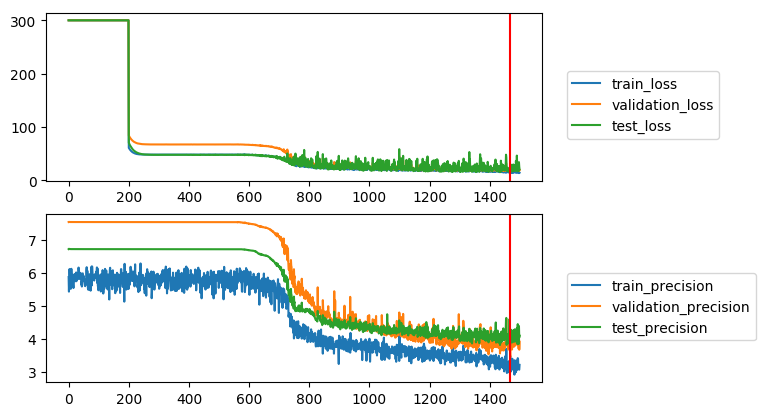 300
200
100
0
train_loss
validation_loss
test_loss
0 200 400 600 800 1000 1200 1400
7
6
5
4
3
train_precision
validation_precision
test_precision
0 200 400 600 800 1000 1200 1400